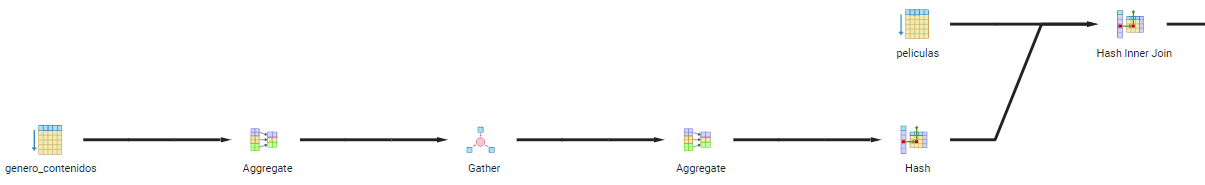 peliculas
Hash Inner Join
genero_contenidos
Aggregate
Gather
Aggregate
Hash